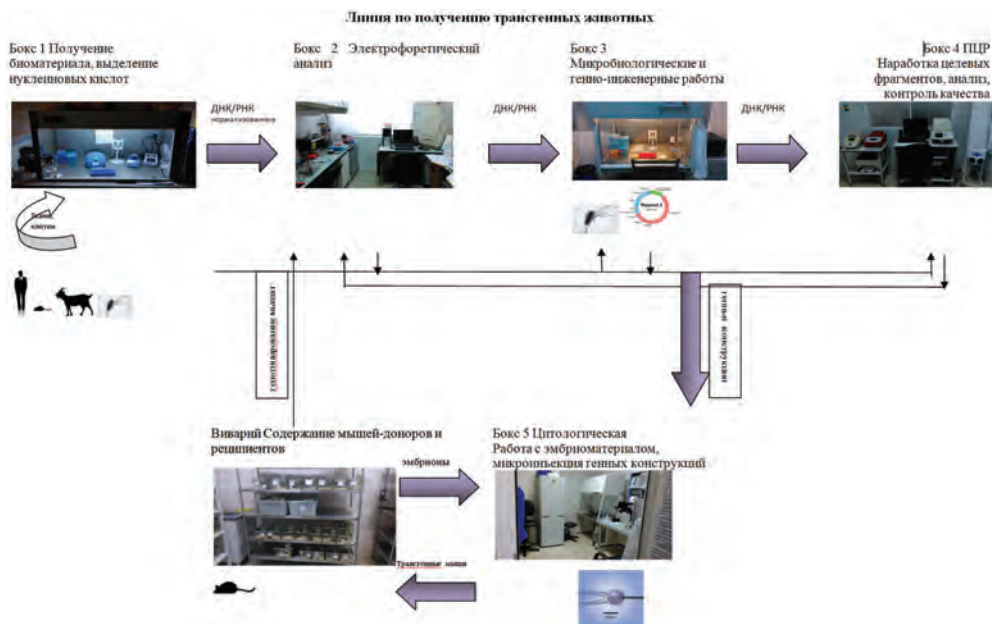 Линия по получению трансгенных животных
Бокс 1 Получение
биоматериала, выделение
нуклеиновых кислот
Бокс 2 Электрофоретический
анализ
Бокс 3
Микробиологические и
генно-инженерные работы
Бокс 4 ПЦР
Наработка целевых
фрагментов, анализ,
контроль качества
ДНК/РНК
нормализованные
ДНК/РНК
ДНК/РНК
клетки
Генотипирование линии
генные конструкции
Виварий Содержание мышей-доноров и
реципиентов
эмбрионы
Бокс 5 Цитологическая
Работа с эмбриоматериалом,
микроинъекция генных конструкций
Трансгенные мыши